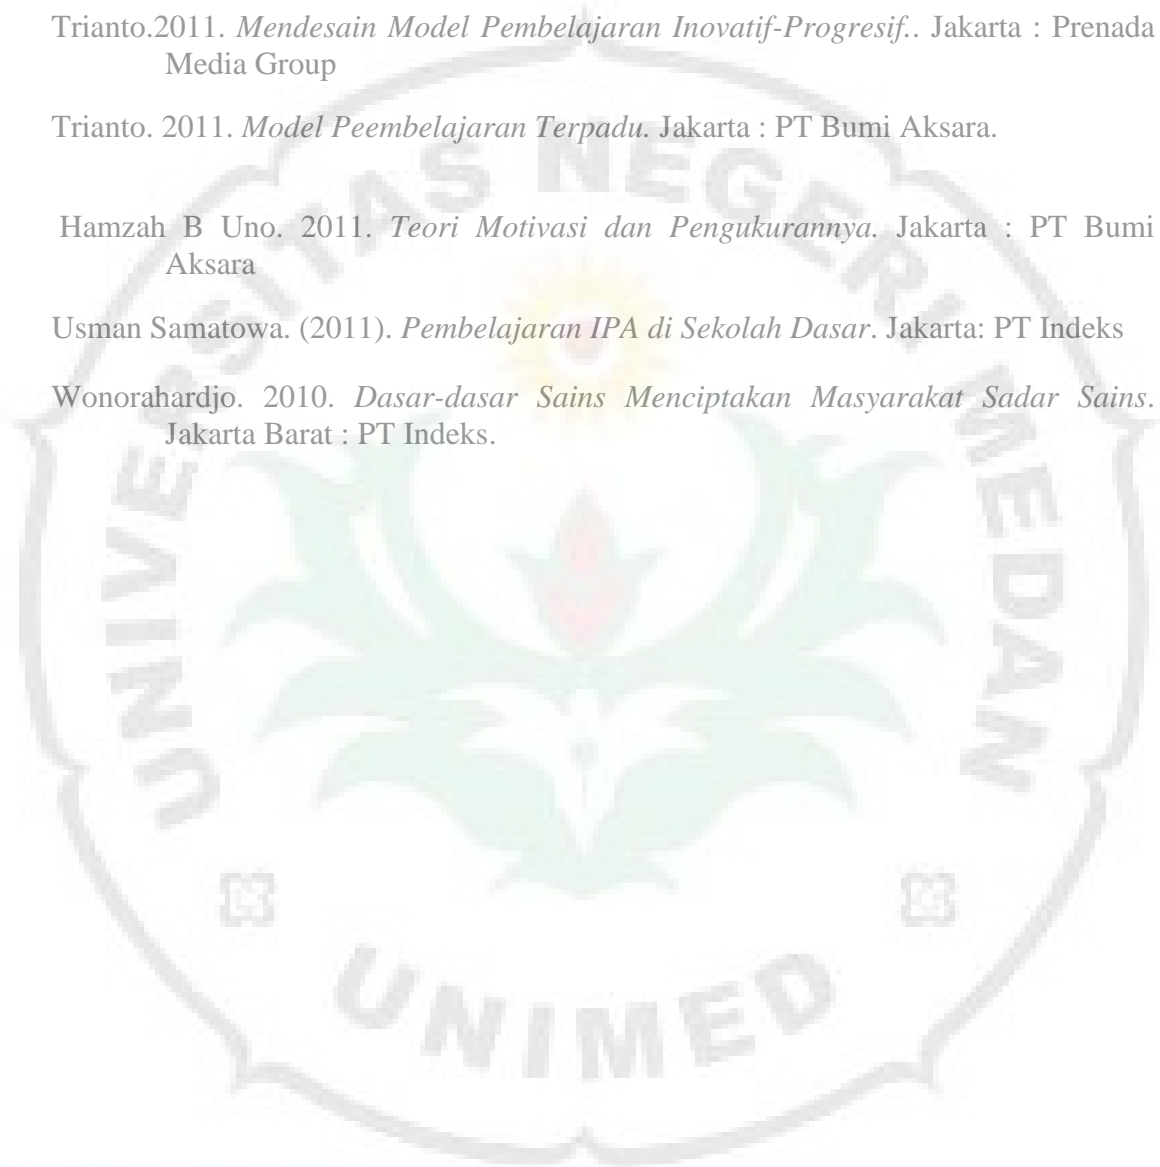 Trianto.2011. Mendesain Model Pembelajaran Inovatif-Progresif.. Jakarta : Prenada
Media Group
Trianto. 2011. Model Peembelajaran Terpadu. Jakarta : PT Bumi Aksara.
Hamzah B Uno. 2011. Teori Motivasi dan Pengukurannya. Jakarta : PT Bumi
Aksara
Usman Samatowa. (2011). Pembelajaran IPA di Sekolah Dasar. Jakarta: PT Indeks
Wonorahardjo. 2010. Dasar-dasar Sains Menciptakan Masyarakat Sadar Sains.
Jakarta Barat : PT Indeks.
UNIVERSITAS NEGERI MEDAN
UNIMED